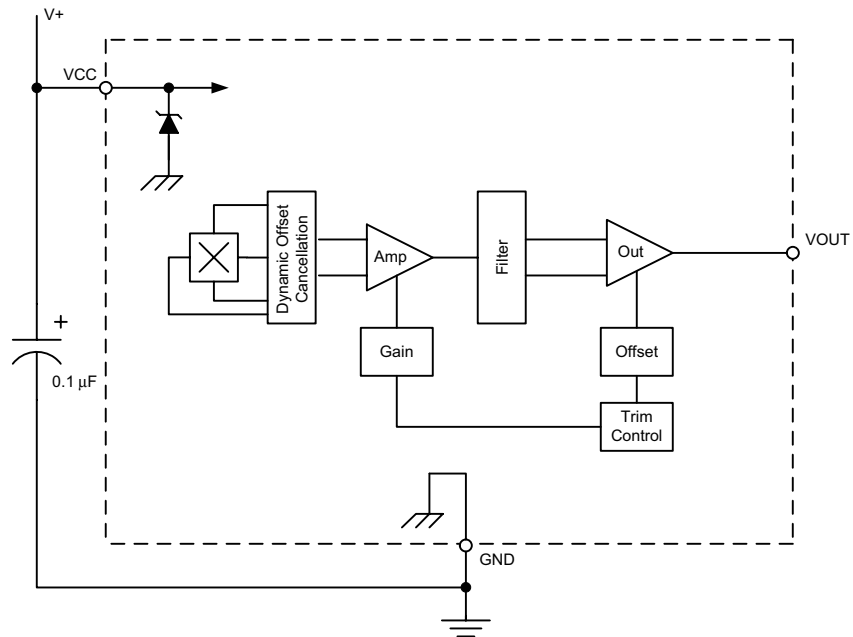 V+
VCC
Dynamic Offset
Cancellation
Amp
Filter
Out
VOUT
+
0.1 μF
Gain
Offset
Trim
Control
GND